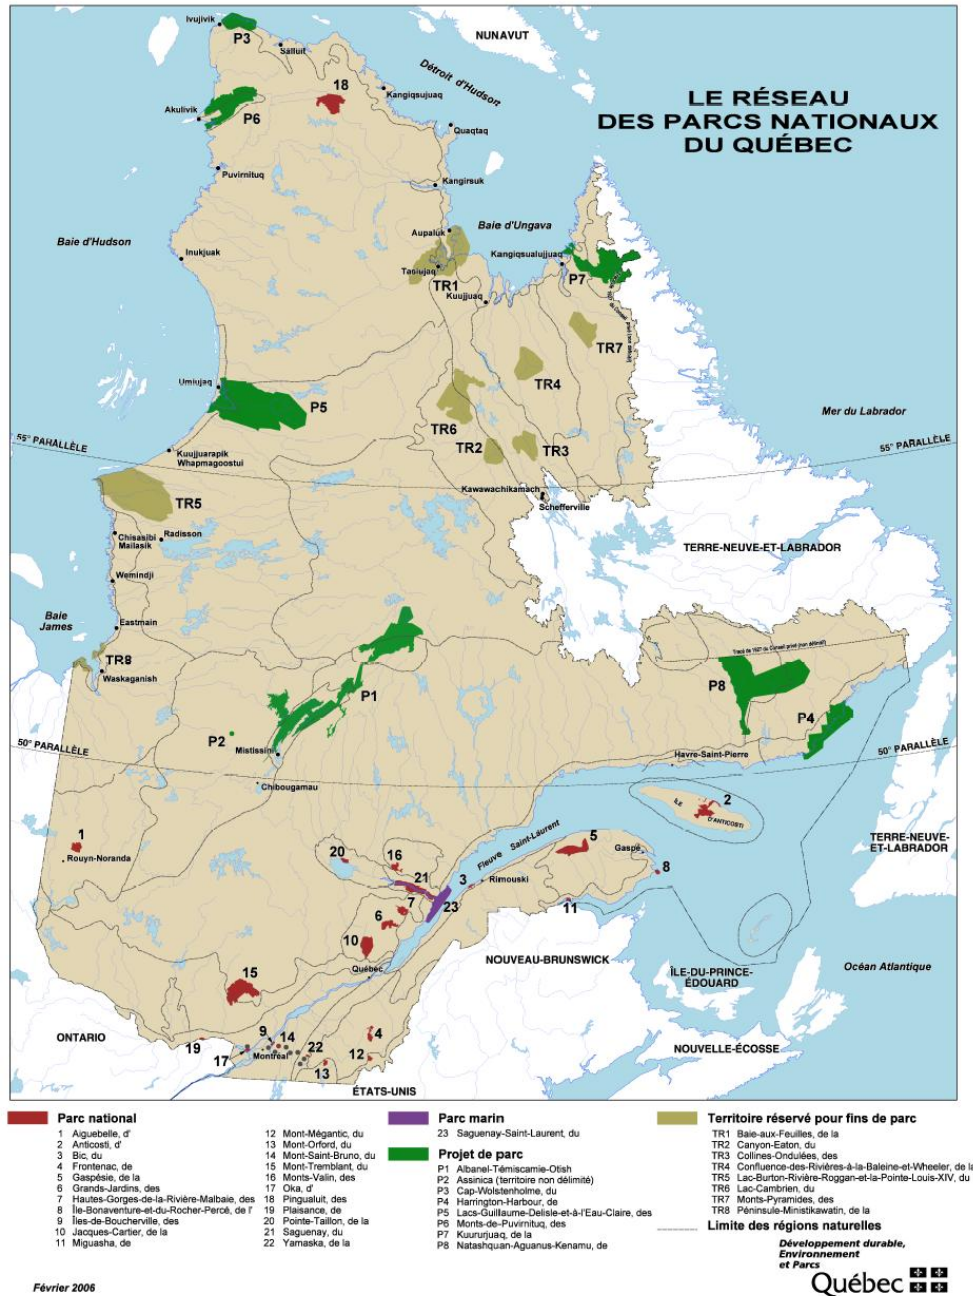 LE RÉSEAU
DES PARCS NATIONAUX
DU QUÉBEC
Ivujivik
P3
Salluit
NUNAVUT
Détroit d'Hudson
18
Kangiqsujuaq
Akulivik
P6
Quaqtaq
Puvirnituq
Kangirsuk
Baie d'Hudson
Baie d'Ungava
Aupaluk
Inukjuak
Kangiqsualujjuaq
Tasiujaq
TR1
P7
Kuujjuaq
TR7
TR4
Umiujaq
P5
Mer du Labrador
TR6
TR2
TR3
55° PARALLÈLE
55° PARALLÈLE
Kuujjuarapik
Whapmagoostui
Kawawachikamach
Schefferville
TR5
Chisasibi
Mailasik
Radisson
TERRE-NEUVE-ET-LABRADOR
Wemindji
Baie
James
Eastmain
Tracé de 1927 du Conseil privé (non définitif)
TR8
Waskaganish
P8
P1
P4
P2
50° PARALLÈLE
50° PARALLÈLE
Mistissini
Havre-Saint-Pierre
Chibougamau
2
ÎLE
D'ANTICOSTI
1
Rouyn-Noranda
TERRE-NEUVE-
ET-LABRADOR
Fleuve Saint-Laurent
5
Gaspé
20
16
21
3
Rimouski
8
7
23
11
6
10
NOUVEAU-BRUNSWICK
Québec
ÎLE-DU-PRINCE-
ÉDOUARD
Océan Atlantique
15
ONTARIO
9
14
4
19
17
Montréal
22
12
13
NOUVELLE-ÉCOSSE
ÉTATS-UNIS
Parc national
1 Aiguebelle, d'
2 Anticosti, d'
3 Bic, du
4 Frontenac, de
5 Gaspésie, de la
6 Grands-Jardins, des
7 Hautes-Gorges-de-la-Rivière-Malbaie, des
8 Île-Bonaventure-et-du-Rocher-Percé, de l'
9 Îles-de-Boucherville, des
10 Jacques-Cartier, de la
11 Miguasha, de
12 Mont-Mégantic, du
13 Mont-Orford, du
14 Mont-Saint-Bruno, du
15 Mont-Tremblant, du
16 Monts-Valin, des
17 Oka, d'
18 Pingualuit, des
19 Plaisance, de
20 Pointe-Taillon, de la
21 Saguenay, du
22 Yamaska, de la
Parc marin
23 Saguenay-Saint-Laurent, du
Projet de parc
P1 Albanel-Témiscamie-Otish
P2 Assinica (territoire non délimité)
P3 Cap-Wolstenholme, du
P4 Harrington-Harbour, de
P5 Lacs-Guillaume-Delisle-et-à-l'Eau-Claire, des
P6 Monts-de-Puvirnituq, des
P7 Kuururjuaq, de la
P8 Natashquan-Aguanus-Kenamu, de
Territoire réservé pour fins de parc
TR1 Baie-aux-Feuilles, de la
TR2 Canyon-Eaton, du
TR3 Collines-Ondulées, des
TR4 Confluence-des-Rivières-à-la-Baleine-et-Wheeler, de la
TR5 Lac-Burton-Rivière-Roggan-et-la-Pointe-Louis-XIV, du
TR6 Lac-Cambrien, du
TR7 Monts-Pyramides, des
TR8 Péninsule-Ministikawatin, de la
Limite des régions naturelles
Développement durable,
Environnement
et Parcs
Québec
Février 2006